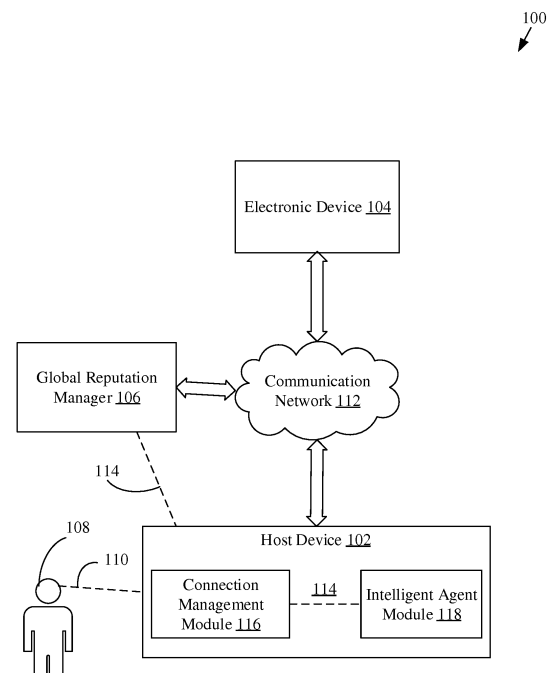 100
Electronic Device 104
Global Reputation
Manager 106
Communication
Network 112
114
Host Device 102
108
110
Connection
Management
Module 116
114
Intelligent Agent
Module 118